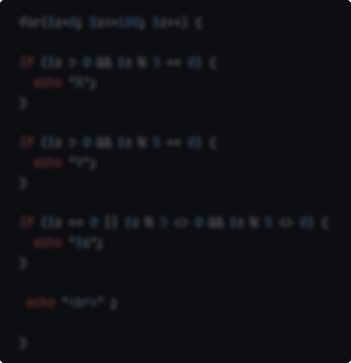 for($z=0; $z<=100; $z++) {
if ($z > 0 && $z % 3 == 0) {
echo "X";
}
if ($z > 0 && $z % 5 == 0) {
echo "Y";
}
if ($z == 0 || $z % 3 <> 0 && $z % 5 <> 0) {
echo "$z";
}
echo "<br>" ;
}